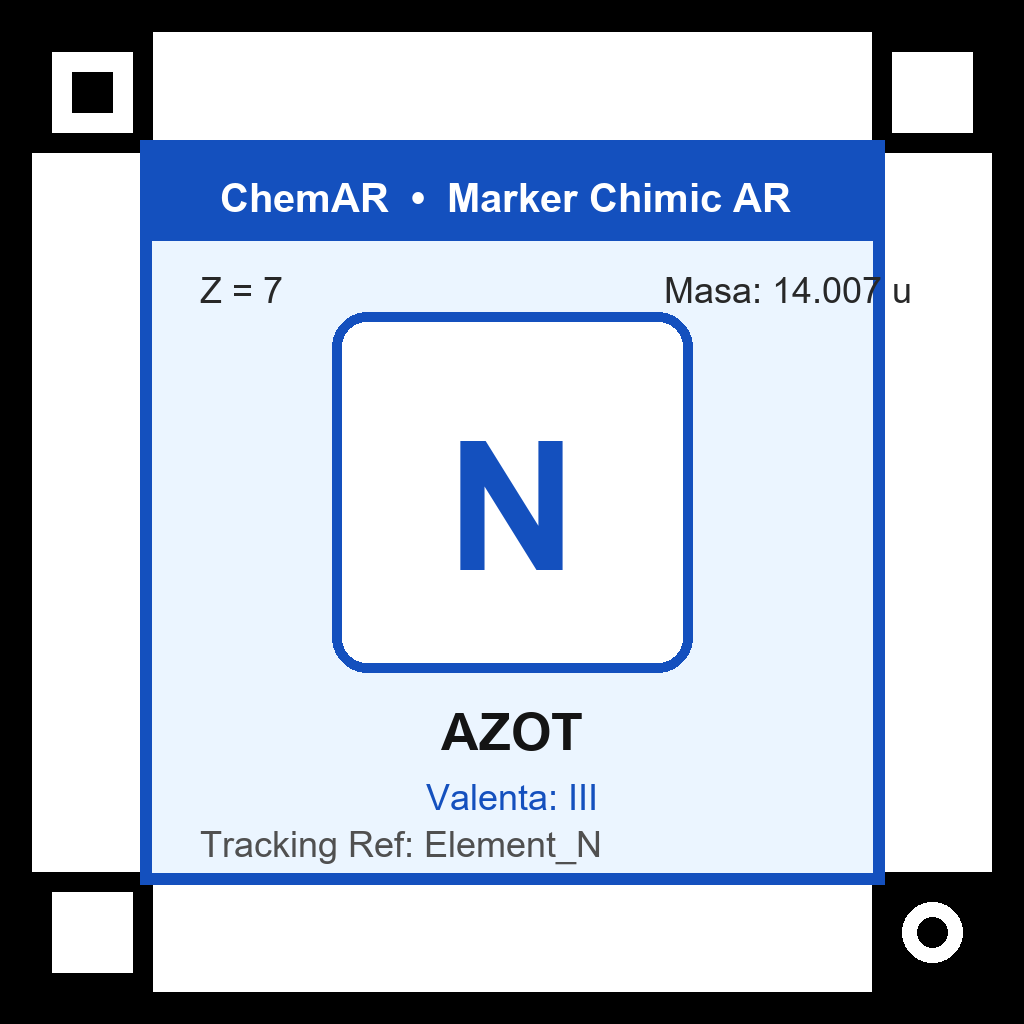 ChemAR • Marker Chimic AR
Z = 7
Masa: 14.007 u
N
AZOT
Valenta: III
Tracking Ref: Element_N